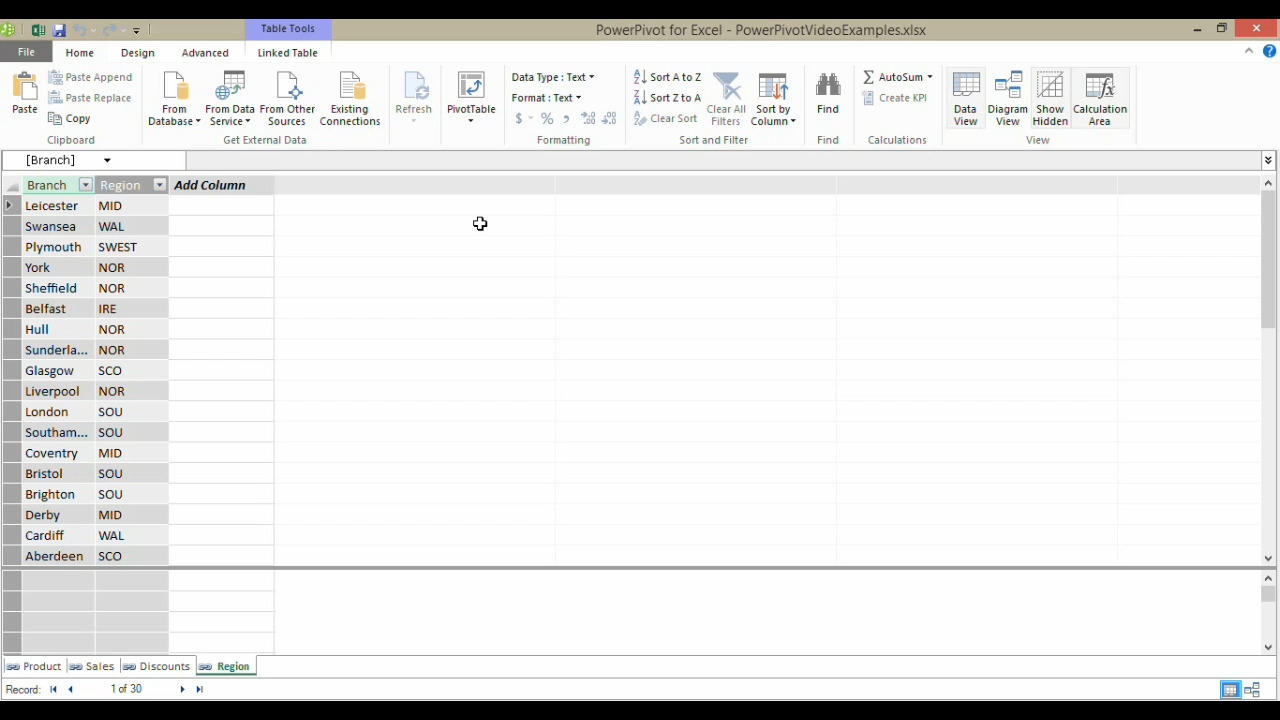 Table Tools
PowerPivot for Excel - PowerPivotVideoExamples.xlsx
File Home Design Advanced Linked Table
Paste
Paste Append
Paste Replace
Copy
Clipboard
From Database
From Data Service
From Other Sources
Existing Connections
Get External Data
Refresh
PivotTable
Data Type : Text
Format : Text
$ % ,
Formatting
Sort A to Z
Sort Z to A
Clear Sort
Clear All Filters
Sort by Column
Sort and Filter
Find
Find
AutoSum
Create KPI
Calculations
Data View
Diagram View
Show Hidden
Calculation Area
View
[Branch]
Branch Region Add Column
Leicester MID
Swansea WAL
Plymouth SWEST
York NOR
Sheffield NOR
Belfast IRE
Hull NOR
Sunderla... NOR
Glasgow SCO
Liverpool NOR
London SOU
Southam... SOU
Coventry MID
Bristol SOU
Brighton SOU
Derby MID
Cardiff WAL
Aberdeen SCO
Product Sales Discounts Region
Record: 1 of 30